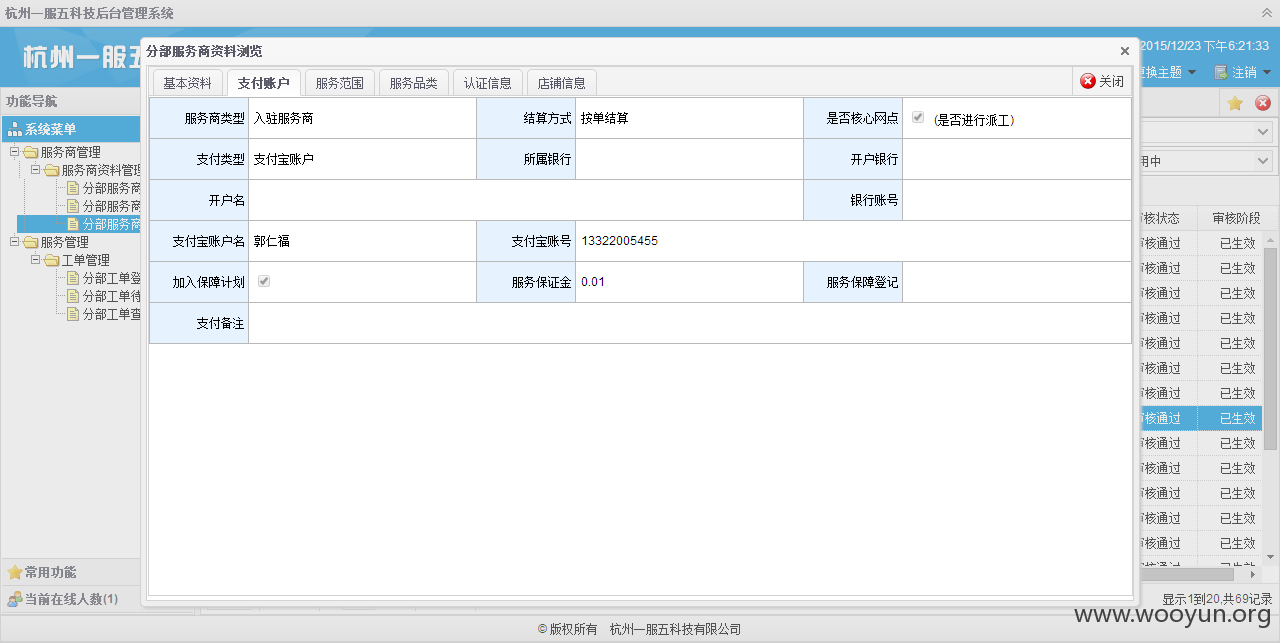 杭州一服五科技后台管理系统
杭州一服五
2015/12/23 下午6:21:33
换主题 注销
分部服务商资料浏览
功能导航
基本资料 支付账户 服务范围 服务品类 认证信息 店铺信息 关闭
系统菜单
服务商管理
服务商资料管理
分部服务商
分部服务商
分部服务商
服务管理
工单管理
分部工单登
分部工单待
分部工单查
服务商类型 入驻服务商 结算方式 按单结算 是否核心网点 (是否进行派工)
支付类型 支付宝账户 所属银行 开户银行
开户名 银行账号
支付宝账户名 郭仁福 支付宝账号 13322005455
加入保障计划 服务保证金 0.01 服务保障登记
支付备注
用中
审核状态 审核阶段
审核通过 已生效
审核通过 已生效
审核通过 已生效
审核通过 已生效
审核通过 已生效
审核通过 已生效
审核通过 已生效
审核通过 已生效
审核通过 已生效
审核通过 已生效
审核通过 已生效
审核通过 已生效
审核通过 已生效
常用功能
当前在线人数(1)
显示1到20,共69记录
www.wooyun.org
© 版权所有 杭州一服五科技有限公司